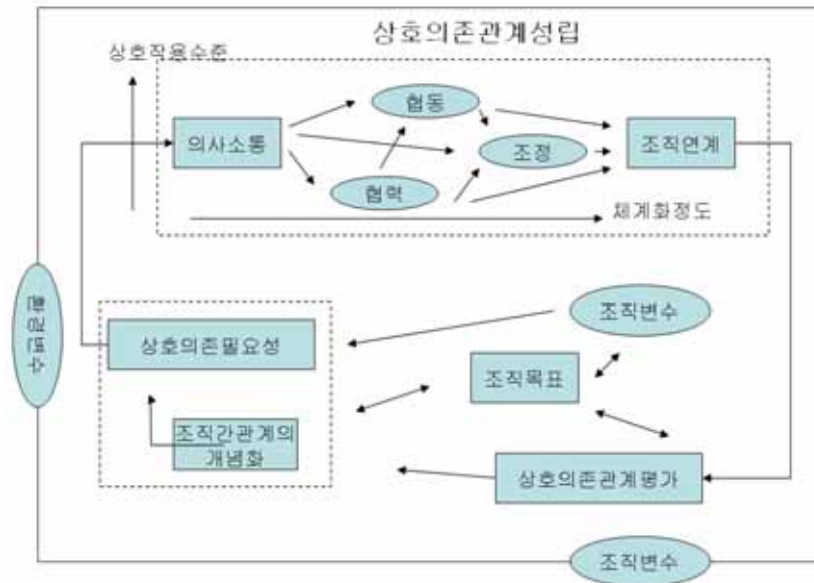 상호의존관계성립
상호작용수준
협동
의사소통
조정
조직연계
협력
체계화정도
환경변수
조직변수
상호의존필요성
조직목표
조직간관계의
개념화
상호의존관계평가
조직변수